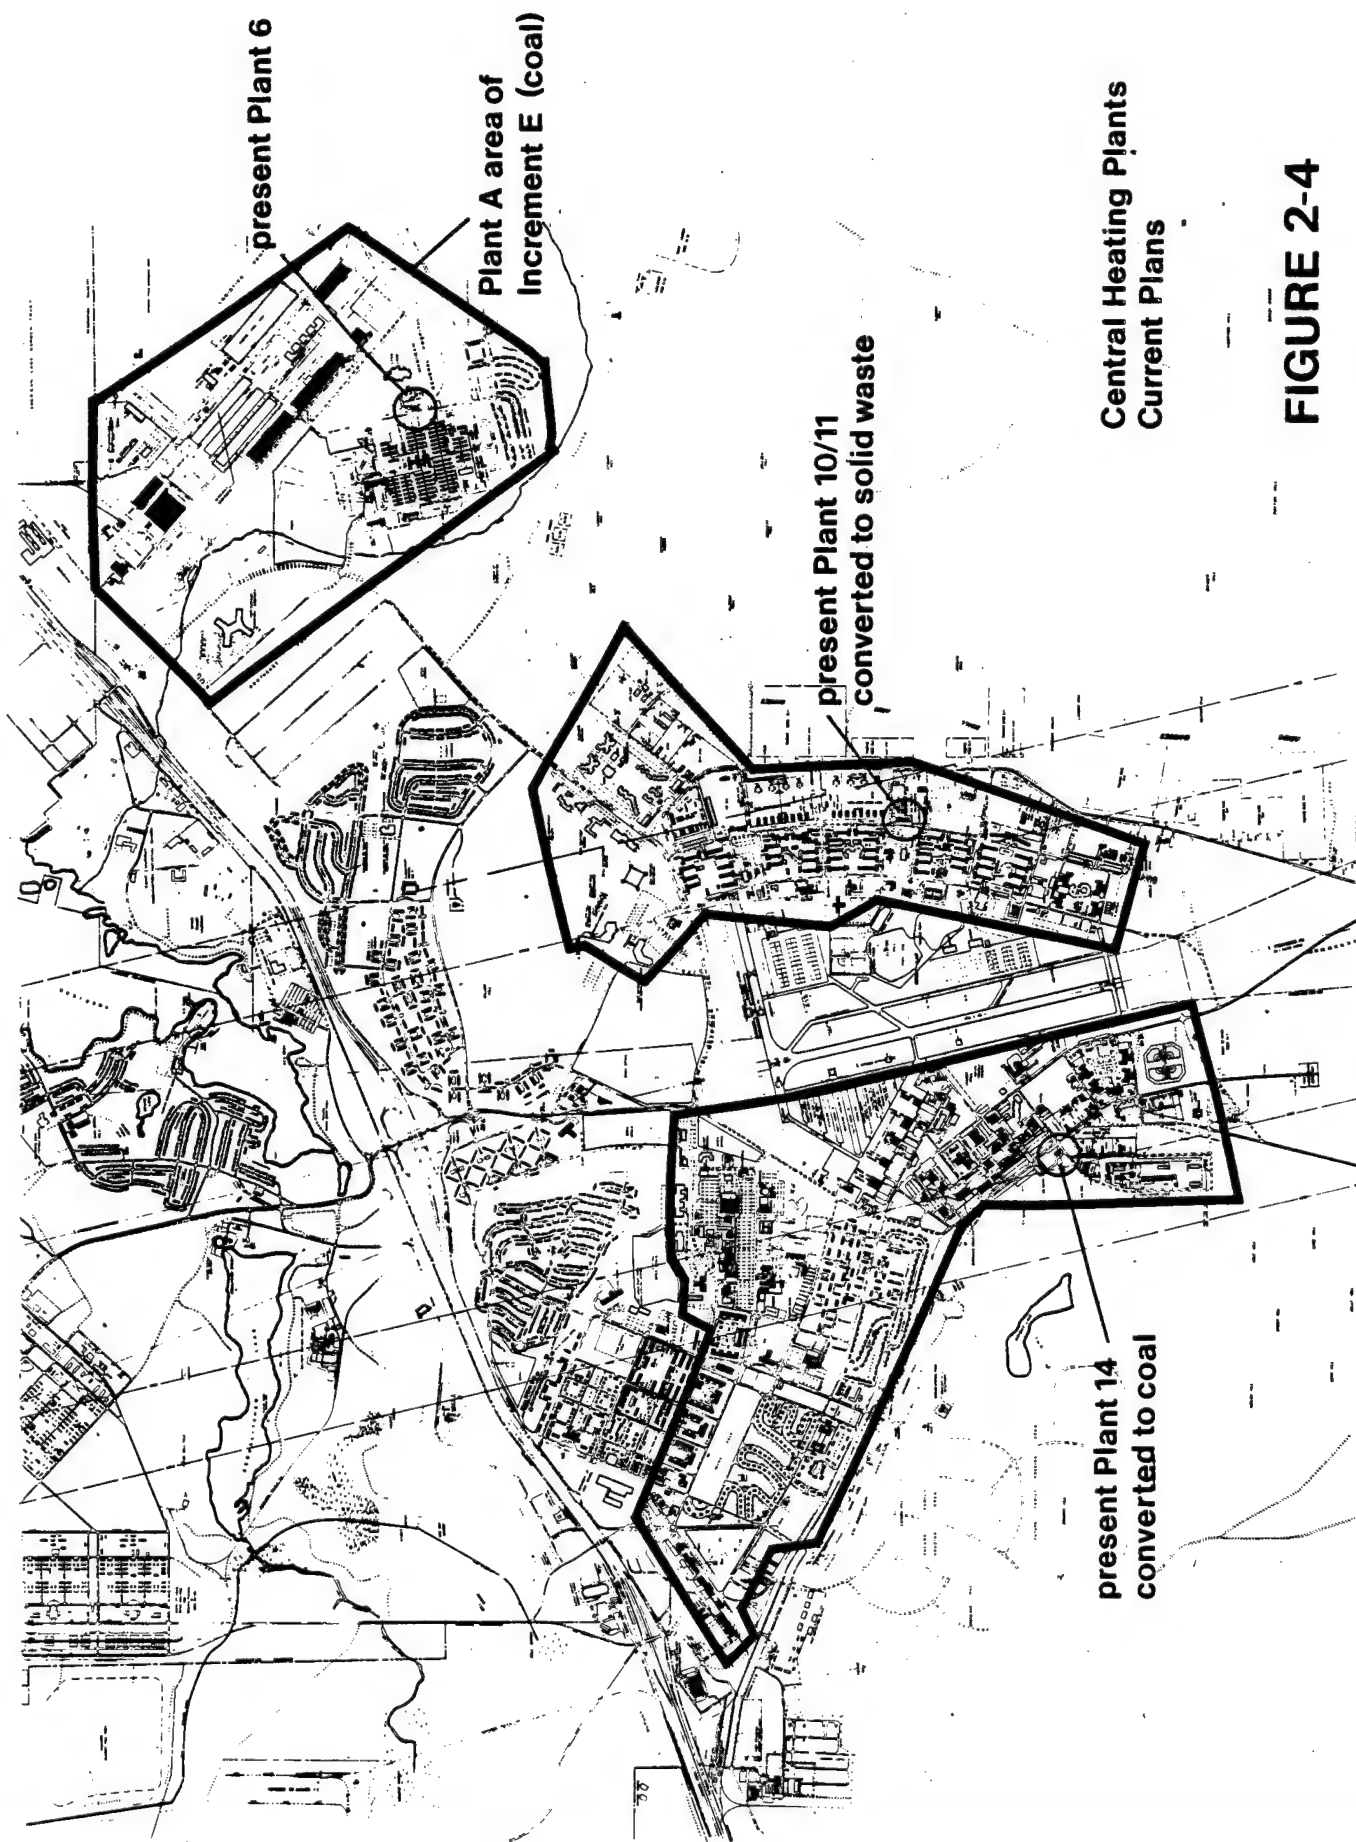 present Plant 6
Plant A area of
Increment E (coal)
present Plant 10/11
converted to solid waste
present Plant 14
converted to coal
Central Heating Plants
Current Plans
FIGURE 2-4